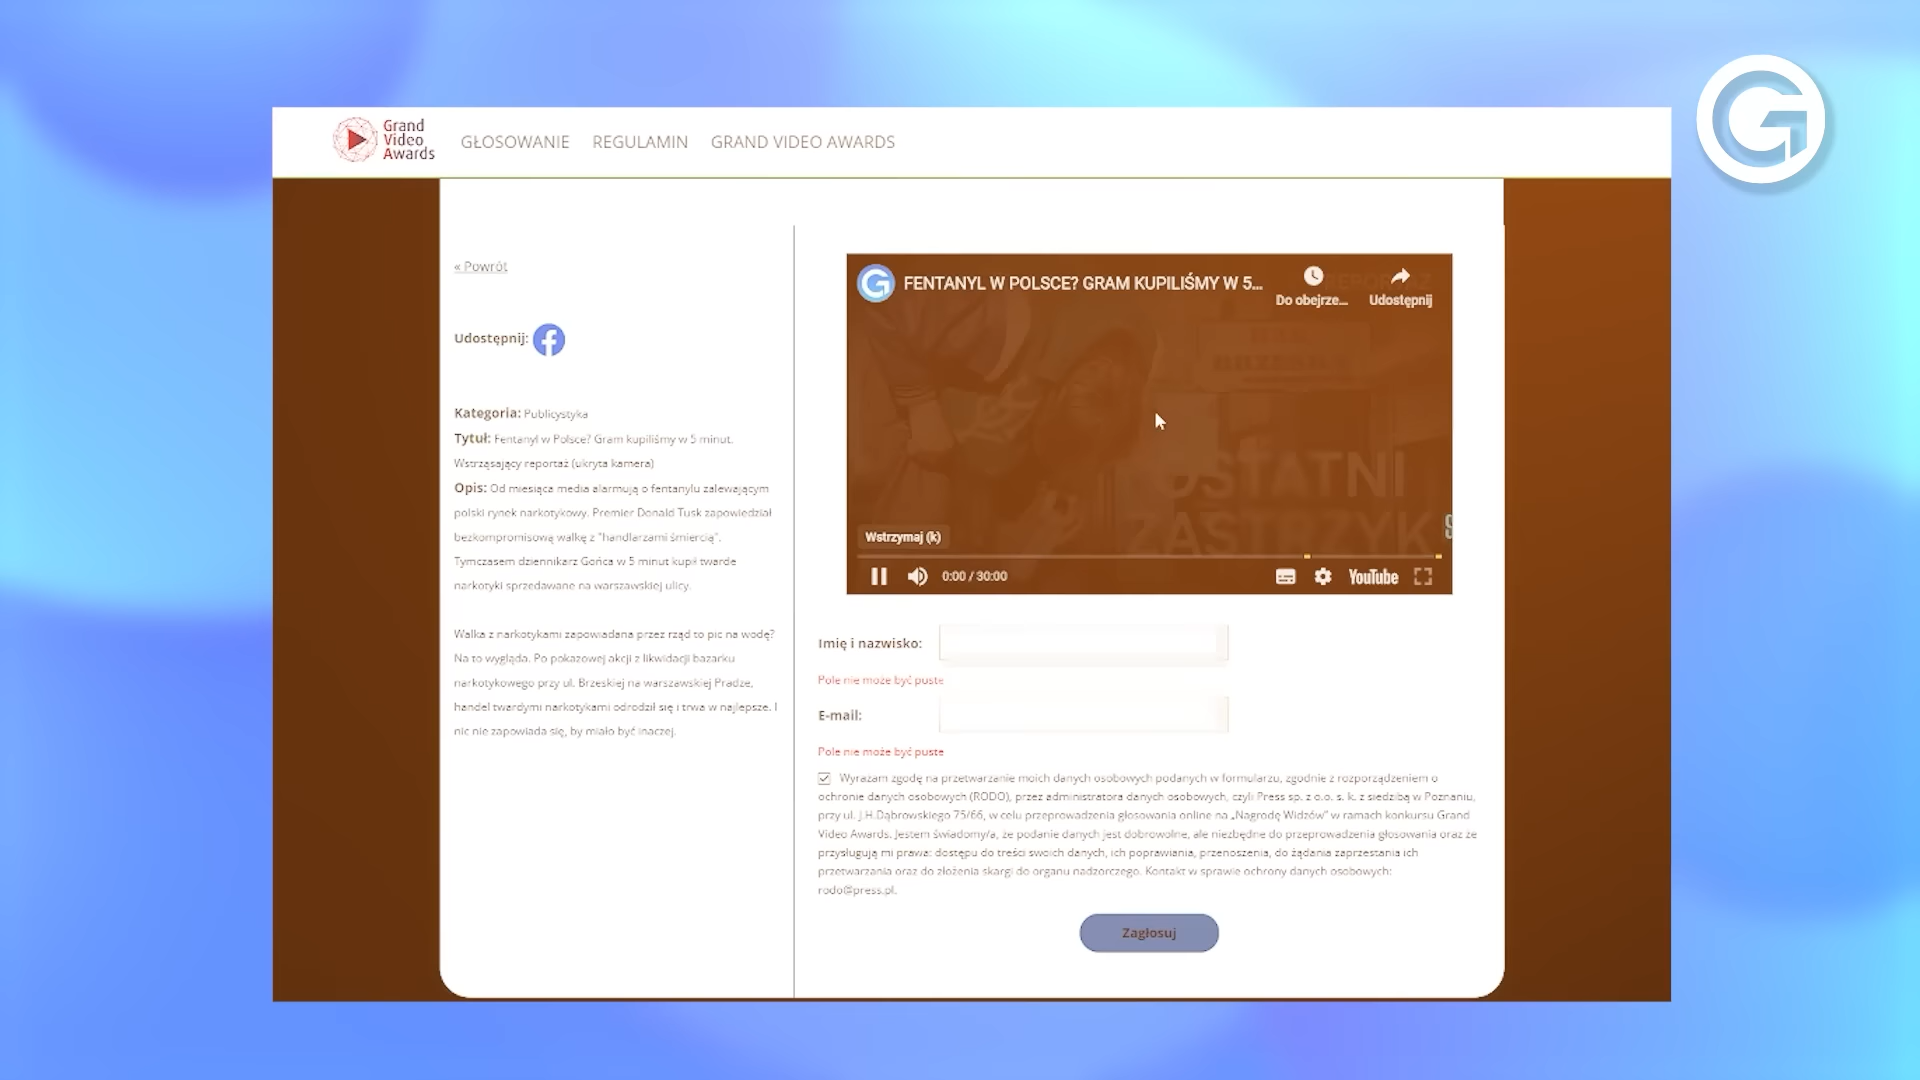 Grand
Video
Awards
GŁOSOWANIE REGULAMIN GRAND VIDEO AWARDS
« Powrót
Udostępnij:
Kategoria: Publicystyka
Tytuł: Fentanyl w Polsce? Gram kupiliśmy w 5 minut.
Wstrząsający reportaż (ukryta kamera)
Opis: Od miesiąca media alarmują o fentanylu zalewającym
polski rynek narkotykowy. Premier Donald Tusk zapowiedział
bezkompromisową walkę z "handlarzami śmiercią".
Tymczasem dziennikarz Gońca w 5 minut kupił twarde
narkotyki sprzedawane na warszawskiej ulicy.
Walka z narkotykami zapowiadana przez rząd to pic na wodę?
Na to wygląda. Po pokazowej akcji z likwidacji bazarku
narkotykowego przy ul. Brzeskiej na warszawskiej Pradze,
handel twardymi narkotykami odrodził się i trwa w najlepsze. I
nic nie zapowiada się, by miało być inaczej.
FENTANYL W POLSCE? GRAM KUPILIŚMY W 5...
Do obejrze...
Udostępnij
OSTATNI
ZASTRZYK
Wstrzymaj (k)
0:00 / 30:00
YouTube
Imię i nazwisko:
Pole nie może być puste
E-mail:
Pole nie może być puste
Wyrażam zgodę na przetwarzanie moich danych osobowych podanych w formularzu, zgodnie z rozporządzeniem o
ochronie danych osobowych (RODO), przez administratora danych osobowych, czyli Press sp. z o.o. s. k. z siedzibą w Poznaniu,
przy ul. J.H.Dąbrowskiego 75/66, w celu przeprowadzenia głosowania online na „Nagrodę Widzów” w ramach konkursu Grand
Video Awards. Jestem świadomy/a, że podanie danych jest dobrowolne, ale niezbędne do przeprowadzenia głosowania oraz że
przysługują mi prawa: dostępu do treści swoich danych, ich poprawiania, przenoszenia, do żądania zaprzestania ich
przetwarzania oraz do złożenia skargi do organu nadzorczego. Kontakt w sprawie ochrony danych osobowych:
rodo@press.pl.
Zagłosuj